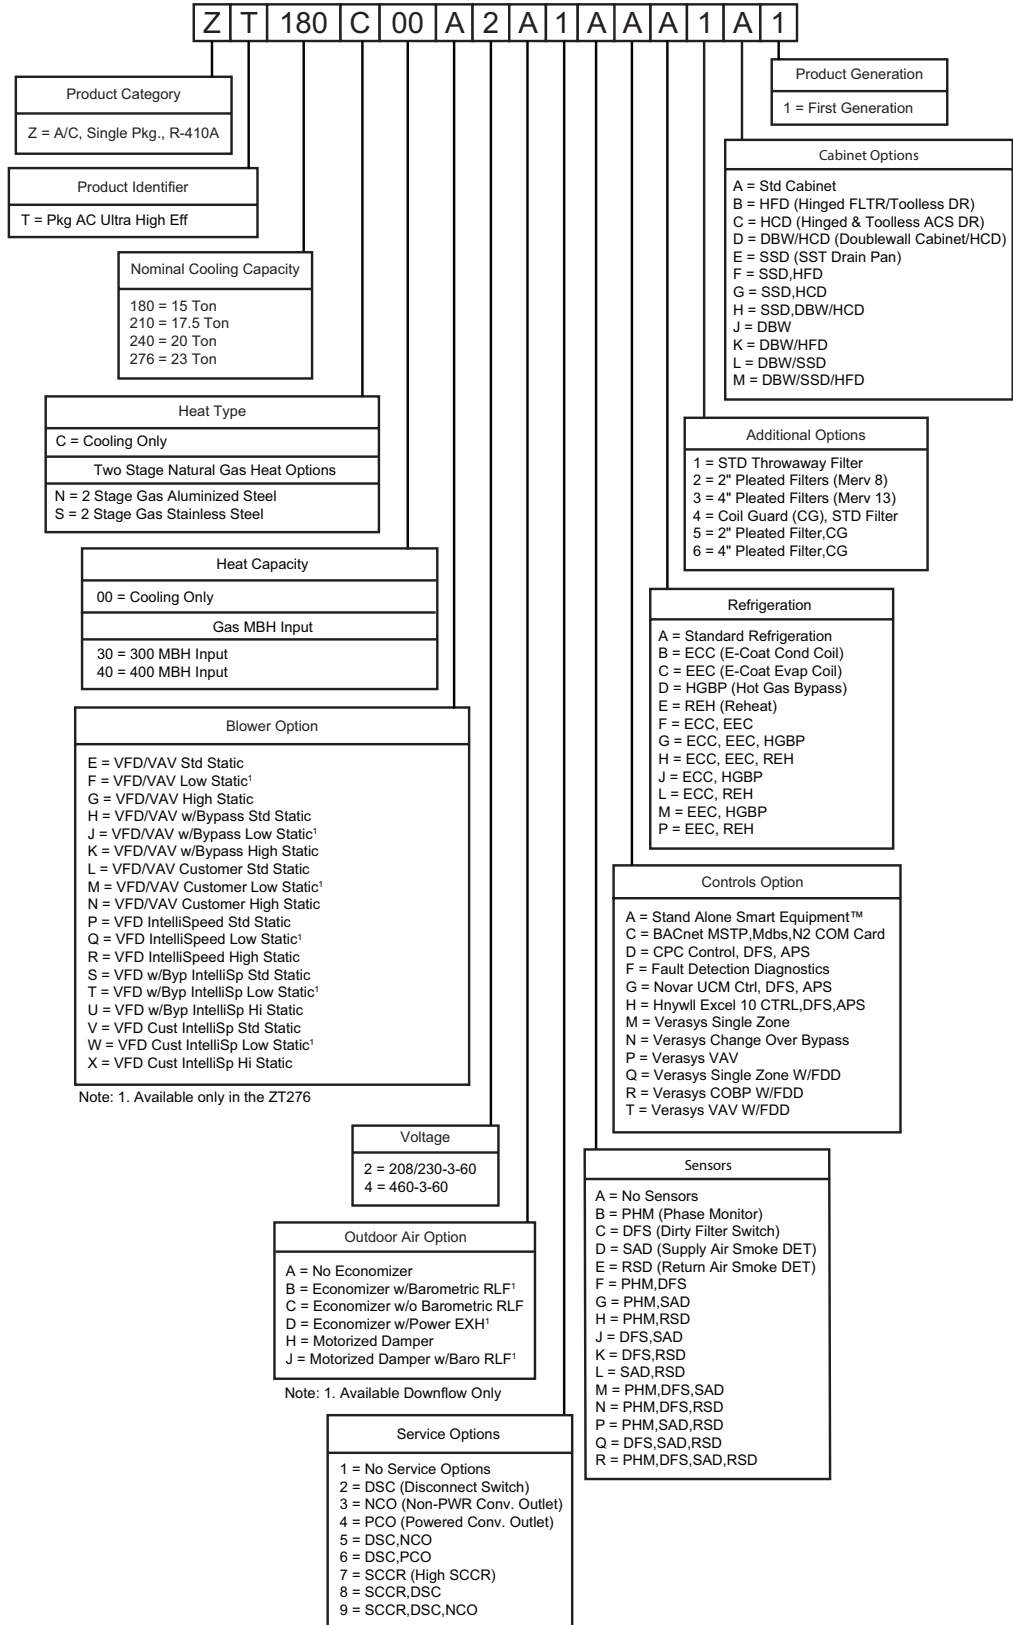 Z T 180 C 00 A 2 A 1 A A A 1 A 1
Product Category
Z = A/C, Single Pkg., R-410A
Product Identifier
T = Pkg AC Ultra High Eff
Nominal Cooling Capacity
180 = 15 Ton
210 = 17.5 Ton
240 = 20 Ton
276 = 23 Ton
Heat Type
C = Cooling Only
Two Stage Natural Gas Heat Options
N = 2 Stage Gas Aluminized Steel
S = 2 Stage Gas Stainless Steel
Heat Capacity
00 = Cooling Only
Gas MBH Input
30 = 300 MBH Input
40 = 400 MBH Input
Blower Option
E = VFD/VAV Std Static
F = VFD/VAV Low Static¹
G = VFD/VAV High Static
H = VFD/VAV w/Bypass Std Static
J = VFD/VAV w/Bypass Low Static¹
K = VFD/VAV w/Bypass High Static
L = VFD/VAV Customer Std Static
M = VFD/VAV Customer Low Static¹
N = VFD/VAV Customer High Static
P = VFD IntelliSpeed Std Static
Q = VFD IntelliSpeed Low Static¹
R = VFD IntelliSpeed High Static
S = VFD w/Byp IntelliSp Std Static
T = VFD w/Byp IntelliSp Low Static¹
U = VFD w/Byp IntelliSp Hi Static
V = VFD Cust IntelliSp Std Static
W = VFD Cust IntelliSp Low Static¹
X = VFD Cust IntelliSp Hi Static
Note: 1. Available only in the ZT276
Voltage
2 = 208/230-3-60
4 = 460-3-60
Outdoor Air Option
A = No Economizer
B = Economizer w/Barometric RLF¹
C = Economizer w/o Barometric RLF
D = Economizer w/Power EXH¹
H = Motorized Damper
J = Motorized Damper w/Baro RLF¹
Note: 1. Available Downflow Only
Service Options
1 = No Service Options
2 = DSC (Disconnect Switch)
3 = NCO (Non-PWR Conv. Outlet)
4 = PCO (Powered Conv. Outlet)
5 = DSC,NCO
6 = DSC,PCO
7 = SCCR (High SCCR)
8 = SCCR,DSC
9 = SCCR,DSC,NCO
Product Generation
1 = First Generation
Cabinet Options
A = Std Cabinet
B = HFD (Hinged FLTR/Toolless DR)
C = HCD (Hinged & Toolless ACS DR)
D = DBW/HCD (Doublewall Cabinet/HCD)
E = SSD (SST Drain Pan)
F = SSD,HFD
G = SSD,HCD
H = SSD,DBW/HCD
J = DBW
K = DBW/HFD
L = DBW/SSD
M = DBW/SSD/HFD
Additional Options
1 = STD Throwaway Filter
2 = 2" Pleated Filters (Merv 8)
3 = 4" Pleated Filters (Merv 13)
4 = Coil Guard (CG), STD Filter
5 = 2" Pleated Filter,CG
6 = 4" Pleated Filter,CG
Refrigeration
A = Standard Refrigeration
B = ECC (E-Coat Cond Coil)
C = EEC (E-Coat Evap Coil)
D = HGBP (Hot Gas Bypass)
E = REH (Reheat)
F = ECC, EEC
G = ECC, EEC, HGBP
H = ECC, EEC, REH
J = ECC, HGBP
L = ECC, REH
M = EEC, HGBP
P = EEC, REH
Controls Option
A = Stand Alone Smart Equipment™
C = BACnet MSTP,Mdbs,N2 COM Card
D = CPC Control, DFS, APS
F = Fault Detection Diagnostics
G = Novar UCM Ctrl, DFS, APS
H = Hnywll Excel 10 CTRL,DFS,APS
M = Verasys Single Zone
N = Verasys Change Over Bypass
P = Verasys VAV
Q = Verasys Single Zone W/FDD
R = Verasys COBP W/FDD
T = Verasys VAV W/FDD
Sensors
A = No Sensors
B = PHM (Phase Monitor)
C = DFS (Dirty Filter Switch)
D = SAD (Supply Air Smoke DET)
E = RSD (Return Air Smoke DET)
F = PHM,DFS
G = PHM,SAD
H = PHM,RSD
J = DFS,SAD
K = DFS,RSD
L = SAD,RSD
M = PHM,DFS,SAD
N = PHM,DFS,RSD
P = PHM,SAD,RSD
Q = DFS,SAD,RSD
R = PHM,DFS,SAD,RSD